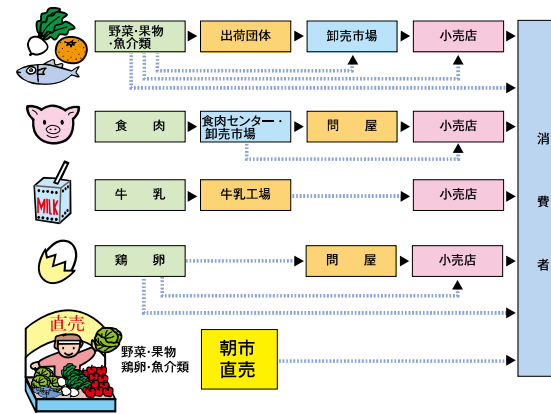 野菜・果物
・魚介類
出荷団体
卸売市場
小売店
食 肉
食肉センター・
卸売市場
問 屋
小売店
MILK
牛 乳
牛乳工場
小売店
鶏 卵
問 屋
小売店
直売
野菜・果物
鶏卵・魚介類
朝市
直売
消
費
者